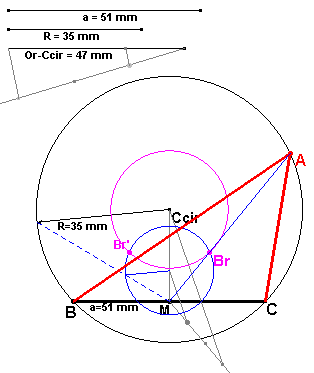 a = 51 mm
R = 35 mm
Or-Ccir = 47 mm
A
Ccir
R=35 mm
Br'
Br
B
a=51 mm
M
C